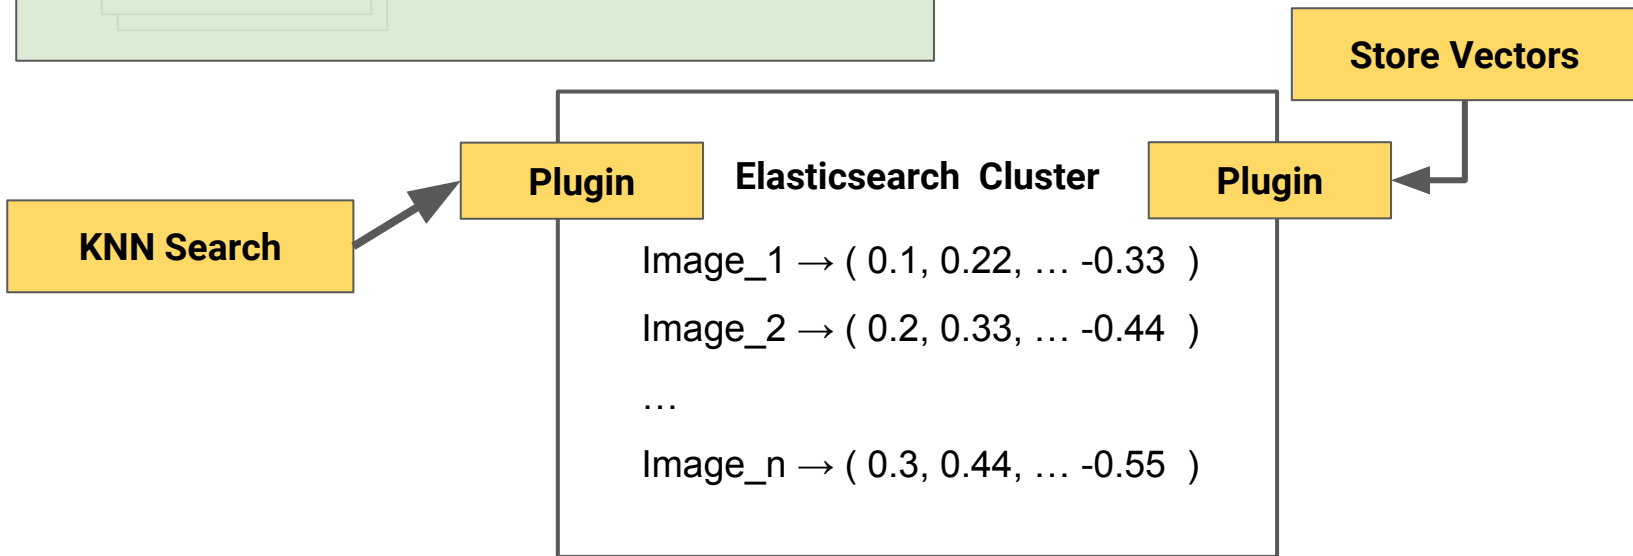 Store Vectors
Plugin
Elasticsearch Cluster
Plugin
KNN Search
Image_1 → ( 0.1, 0.22, … -0.33 )
Image_2 → ( 0.2, 0.33, … -0.44 )
…
Image_n → ( 0.3, 0.44, … -0.55 )